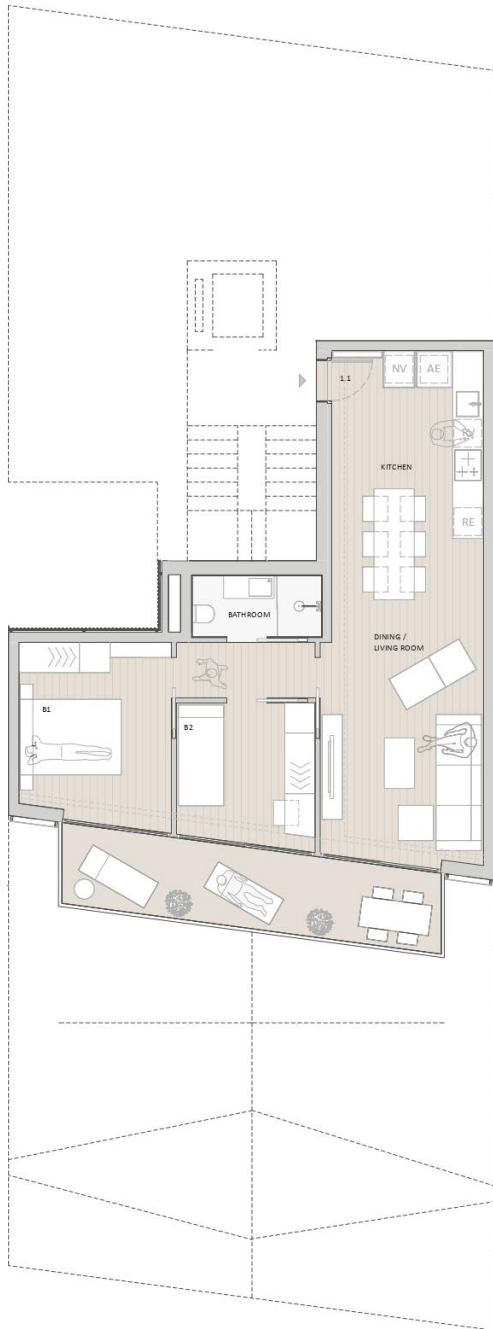 1.1
NV
AE
RV
KITCHEN
RE
BATHROOM
DINING /
LIVING ROOM
B1
B2